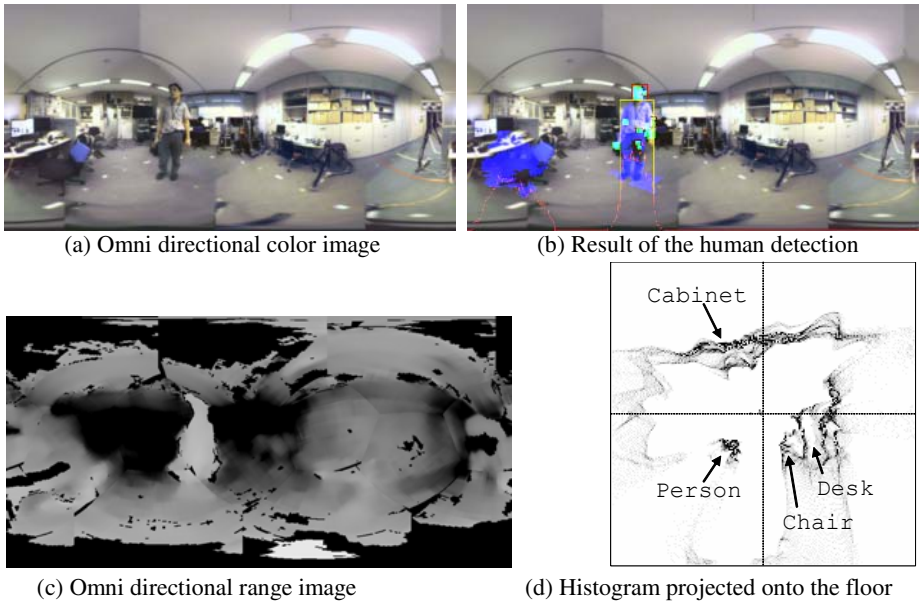 (a) Omni directional color image
(b) Result of the human detection
Cabinet
Person
Desk
Chair
(c) Omni directional range image
(d) Histogram projected onto the floor